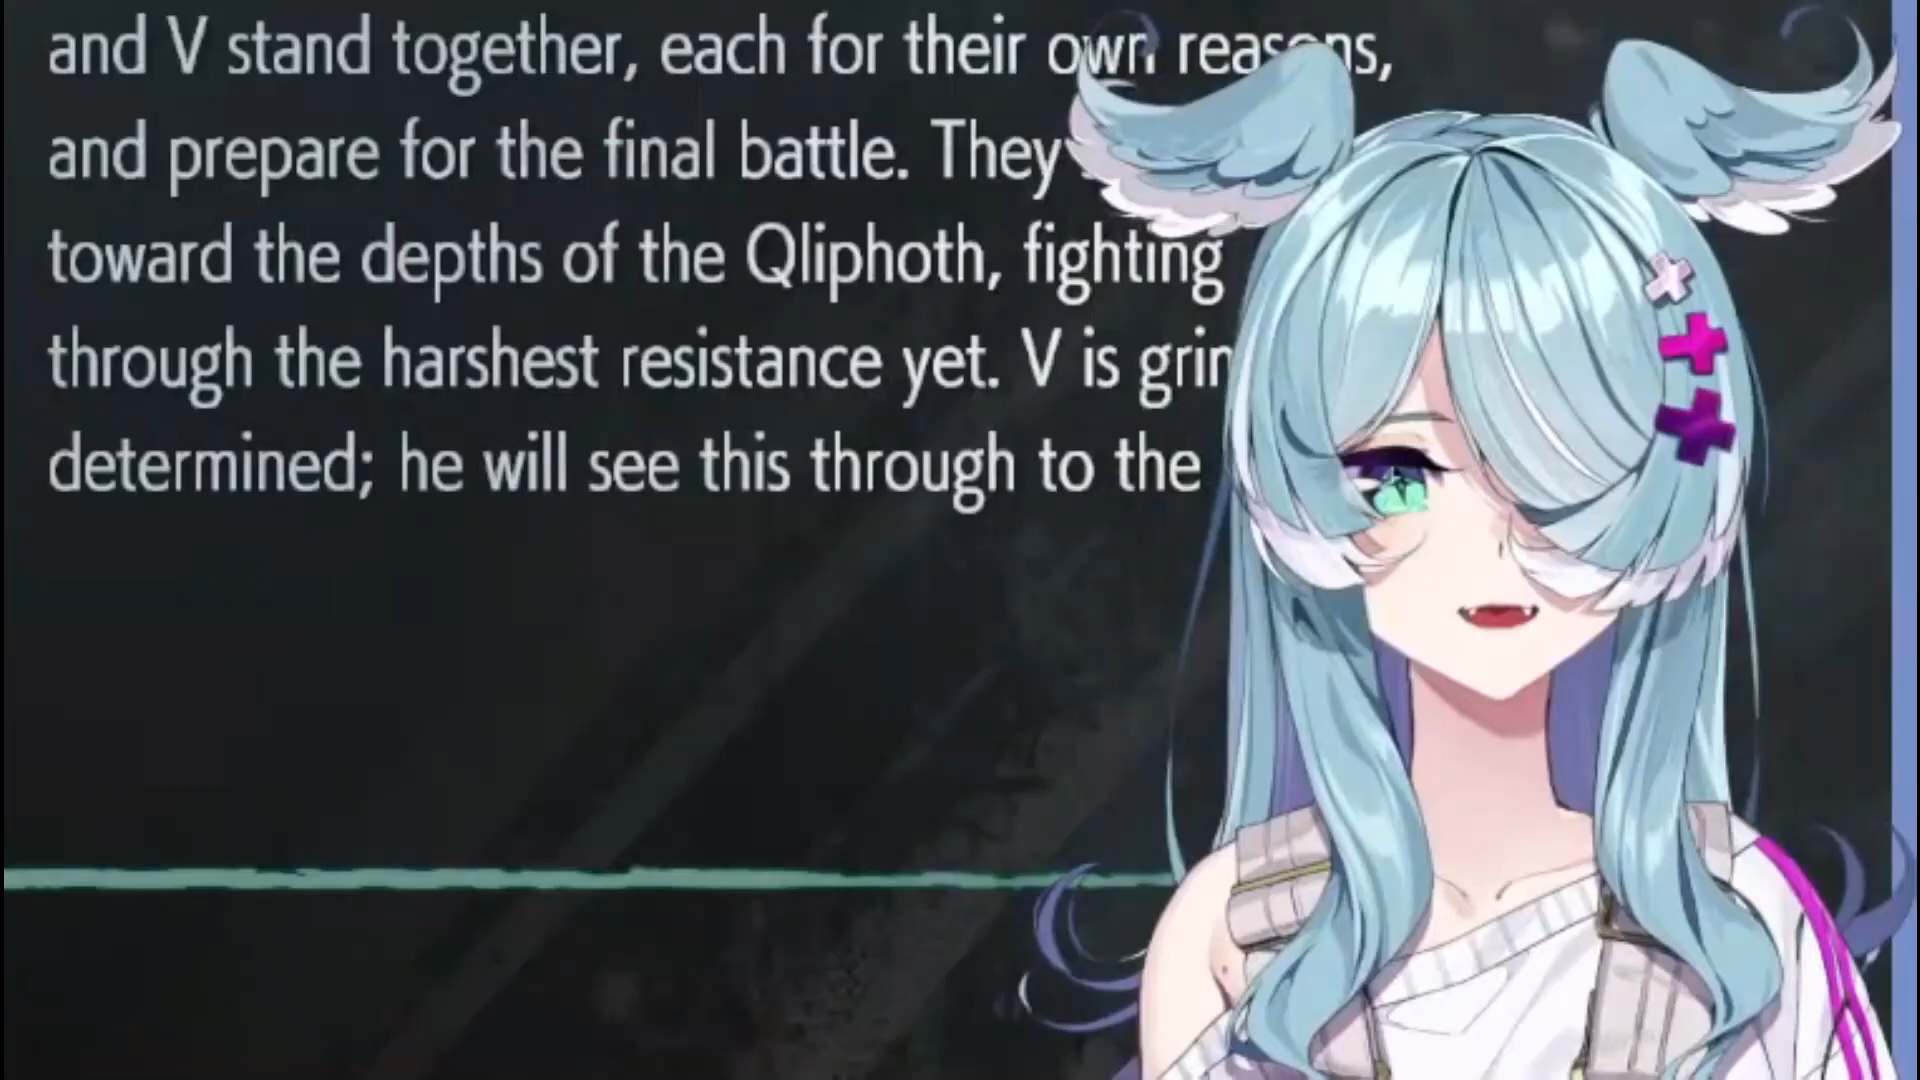 and V stand together, each for their own reasons,
and prepare for the final battle. They
toward the depths of the Qliphoth, fighting
through the harshest resistance yet. V is
determined; he will see this through to the